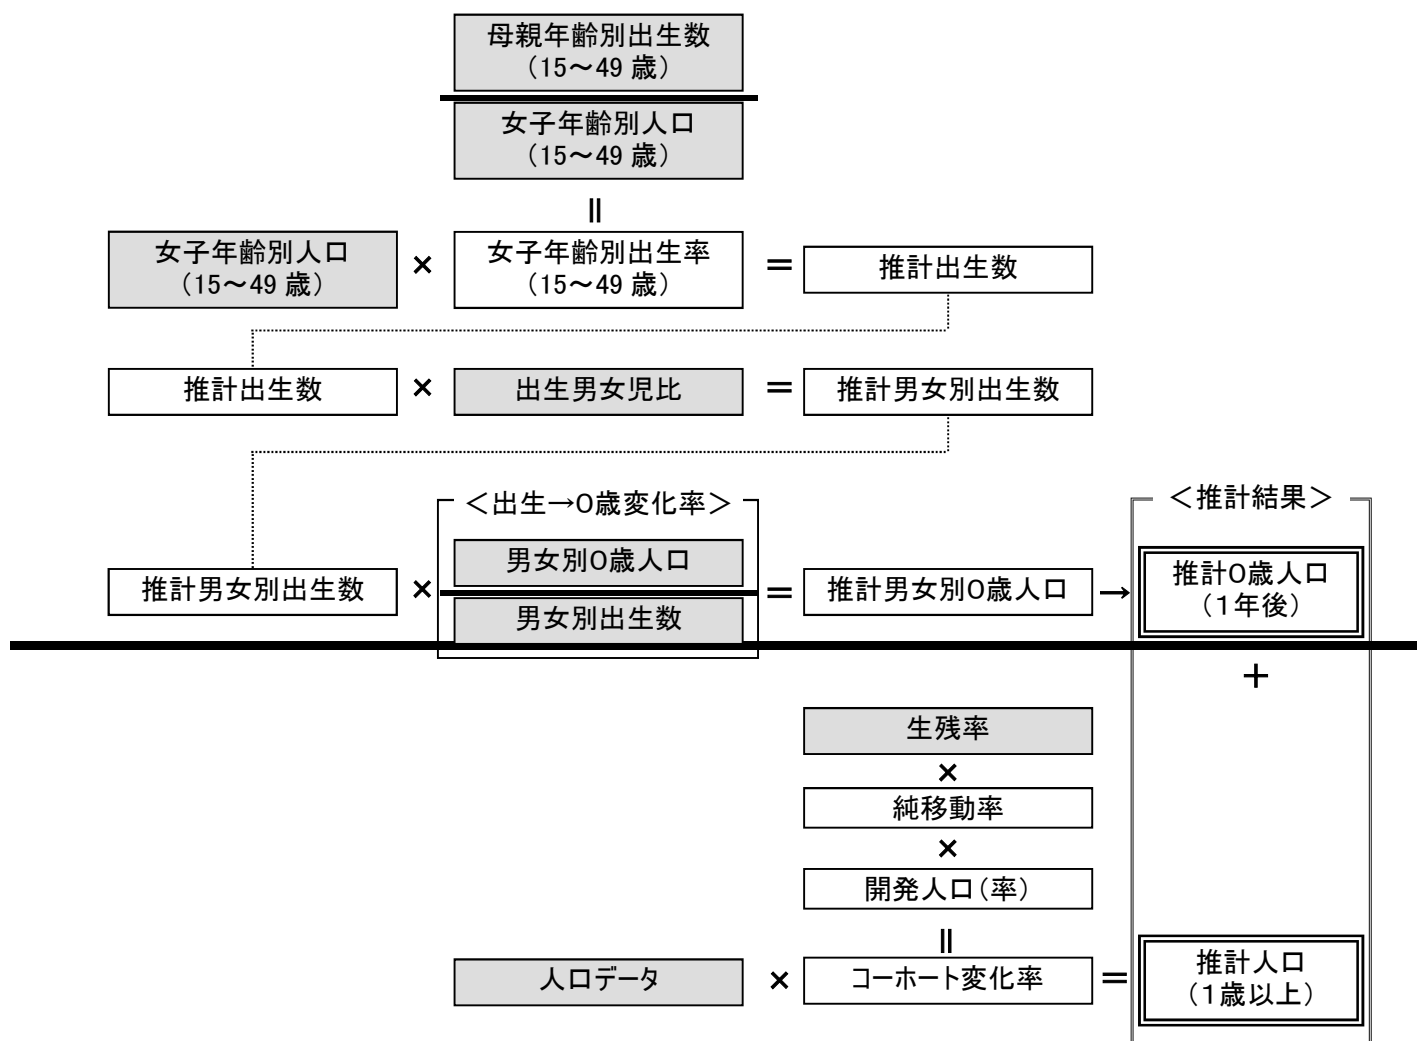 母親年齢別出生数
（15～49 歳）
女子年齢別人口
（15～49 歳）
＝
女子年齢別人口
（15～49 歳）
×
女子年齢別出生率
（15～49 歳）
＝
推計出生数
推計出生数
×
出生男女児比
＝
推計男女別出生数
＜出生→0歳変化率＞
＜推計結果＞
男女別0歳人口
推計男女別出生数
×
男女別出生数
＝
推計男女別0歳人口
→
推計0歳人口
（1年後）
＋
生残率
×
純移動率
×
開発人口（率）
＝
人口データ
×
コーホート変化率
＝
推計人口
（1歳以上）